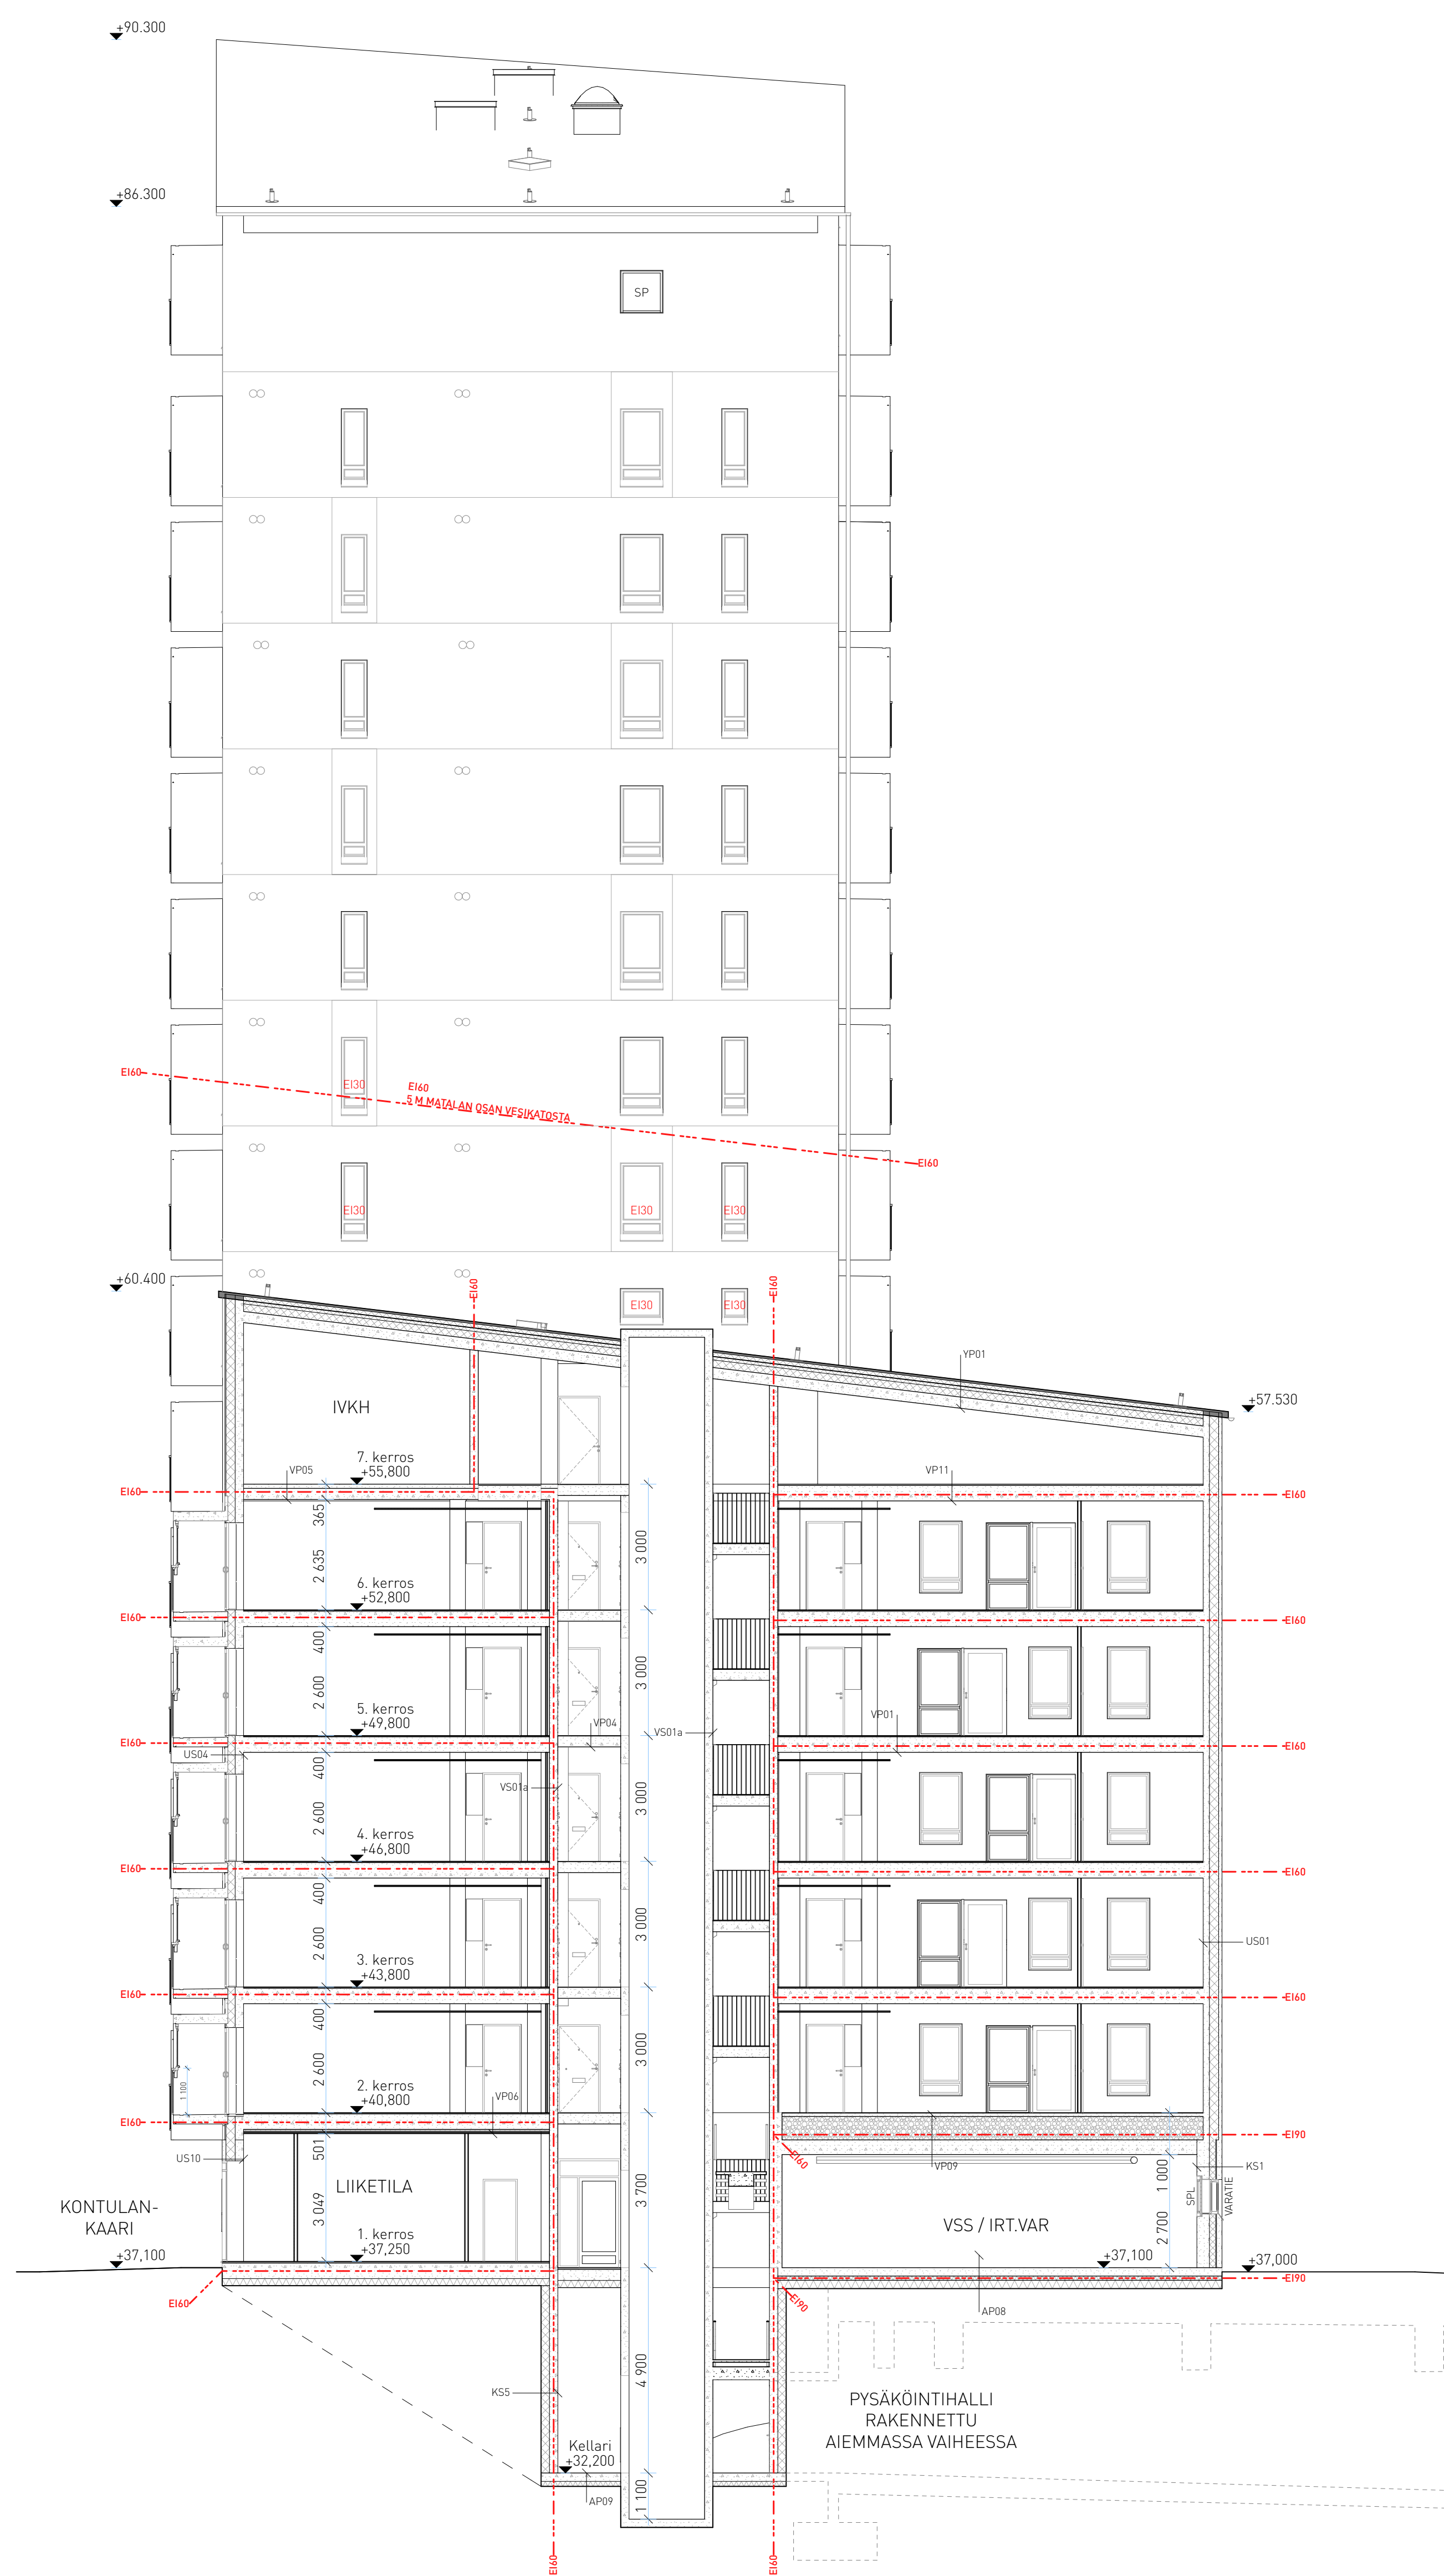 +90.300
+86.300
SP
EI60
EI30
EI60
5 M MATALAN OSAN VESIKATOSTA
EI60
EI30
EI30
EI30
+60.400
EI60
EI60
EI30
EI30
YP01
+57.530
IVKH
7. kerros
+55,800
VP05
VP11
EI60
EI60
365
3 000
2 635
6. kerros
+52,800
EI60
EI60
400
3 000
2 600
5. kerros
+49,800
VP04
VS01a
VP01
EI60
EI60
US04
400
VS01a
3 000
2 600
4. kerros
+46,800
EI60
EI60
400
3 000
2 600
US01
3. kerros
+43,800
EI60
EI60
400
3 000
2 600
1 100
2. kerros
+40,800
VP06
EI60
EI90
501
US10
EI60
VP09
KS1
1 000
LIIKETILA
3 700
SPL
VARATIE
KONTULAN-
KAARI
3 049
VSS / IRT.VAR
2 700
1. kerros
+37,250
+37,100
+37,100
+37,000
EI60
EI90
EI90
AP08
4 900
KS5
PYSÄKÖINTIHALLI
RAKENNETTU
AIEMMASSA VAIHEESSA
Kellari
+32,200
1 100
AP09
EI60
EI60